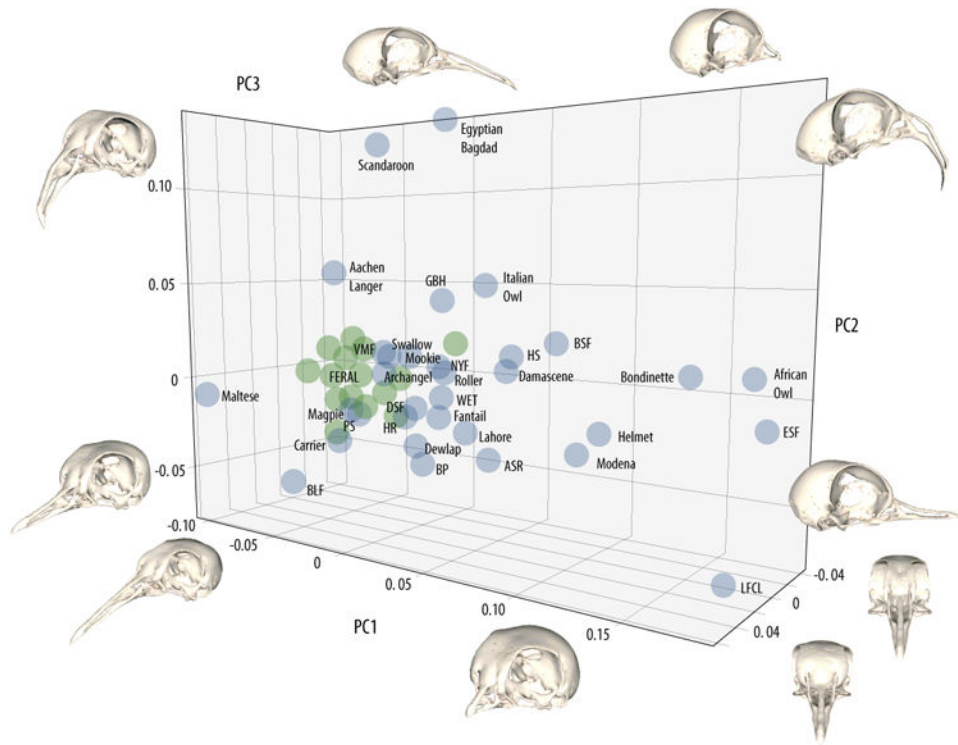 PC3
Egyptian
Bagdad
Scandaroon
0.10
Aachen
Langer
GBH
Italian
Owl
0.05
PC2
VMF
Swallow
Mookie
NYF
HS
BSF
0
FERAL
Archangel
Roller
Damascene
Bondinette
African
Owl
Maltese
WET
Magpie
DSF
Fantail
PS
HR
Lahore
Helmet
ESF
Carrier
Dewlap
BP
ASR
Modena
-0.05
BLF
-0.10
-0.05
0
0.05
0.10
0.15
LFCL
-0.04
0
0.04
PC1